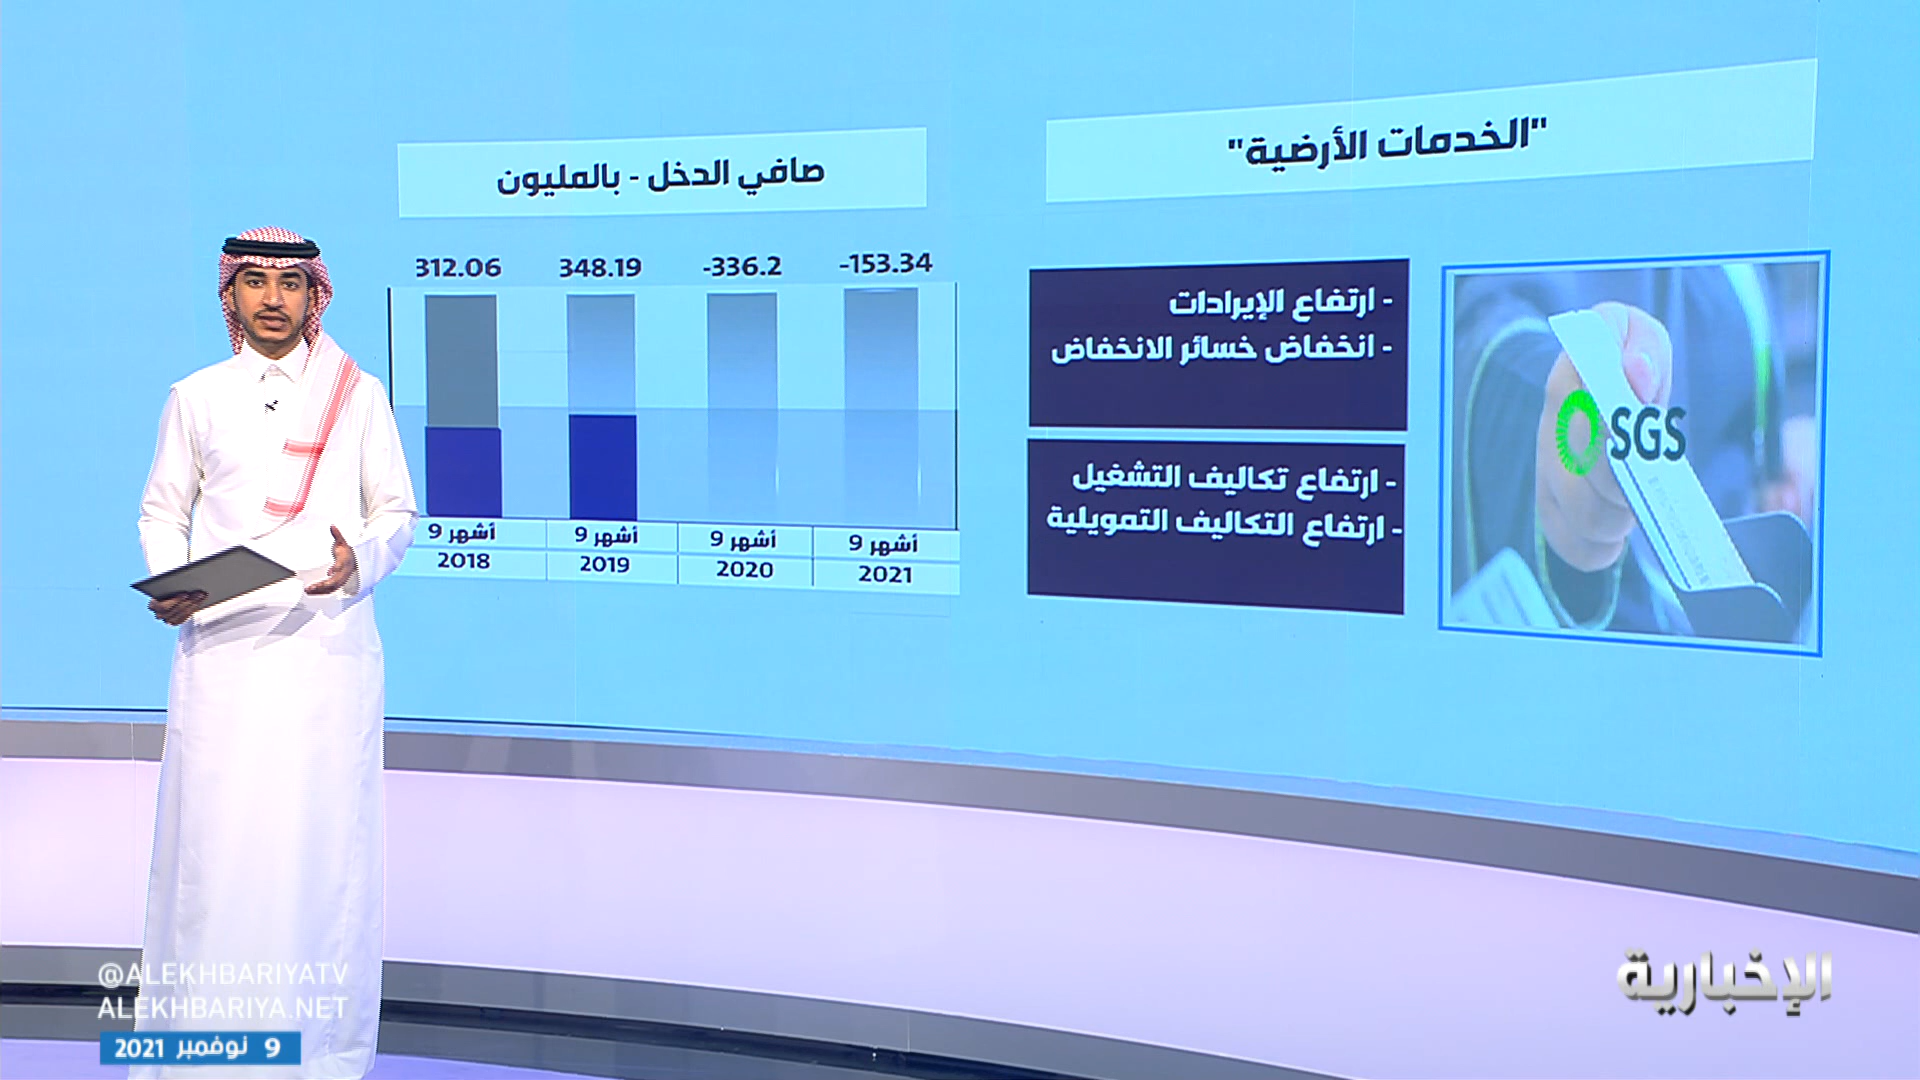 "الخدمات الأرضية"
- ارتفاع الإيرادات
- انخفاض خسائر الانخفاض
- ارتفاع تكاليف التشغيل
- ارتفاع التكاليف التمويلية
SGS
صافي الدخل - بالمليون
312.06 348.19 -336.2 -153.34
9 أشهر 9 أشهر 9 أشهر 9 أشهر
2018 2019 2020 2021
الإخبارية
@ALEKHBARIYATV
ALEKHBARIYA.NET
9 نوفمبر 2021